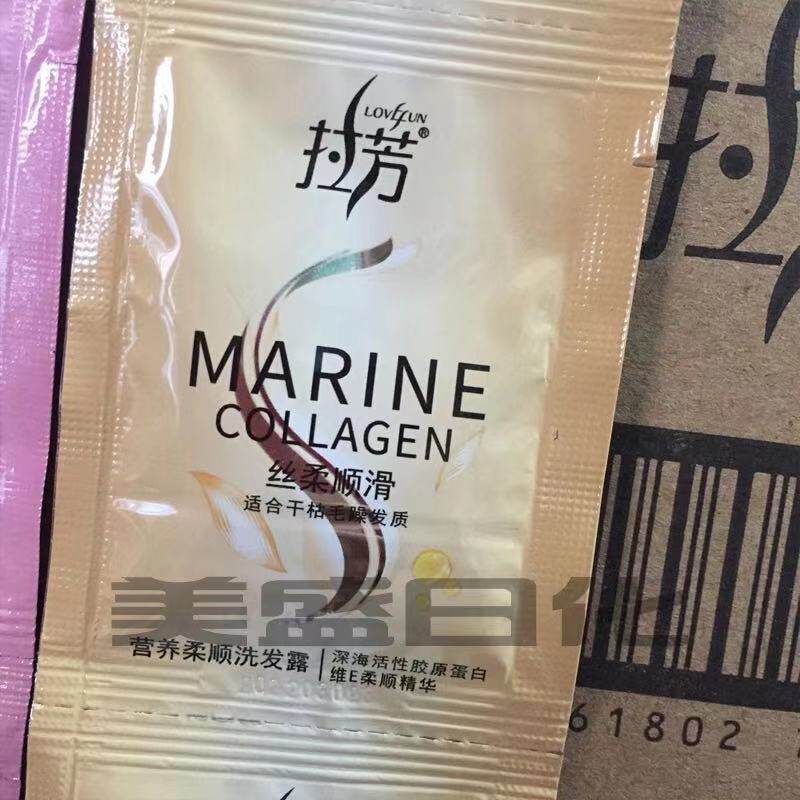 LOVEFUN
拉芳®
MARINE
COLLAGEN
丝柔顺滑
适合干枯毛躁发质
美盛日化
营养柔顺洗发露
深海活性胶原蛋白
维E柔顺精华
拉
61802